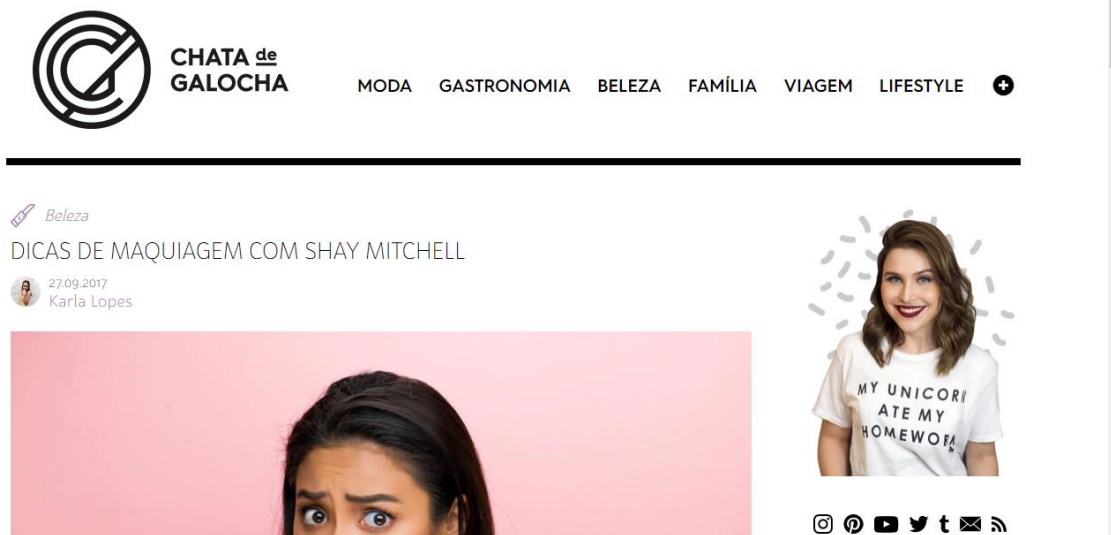 CHATA de
GALOCHA
MODA GASTRONOMIA BELEZA FAMÍLIA VIAGEM LIFESTYLE
Beleza
DICAS DE MAQUIAGEM COM SHAY MITCHELL
27.09.2017
Karla Lopes
MY UNICORN
ATE MY
HOMEWORK